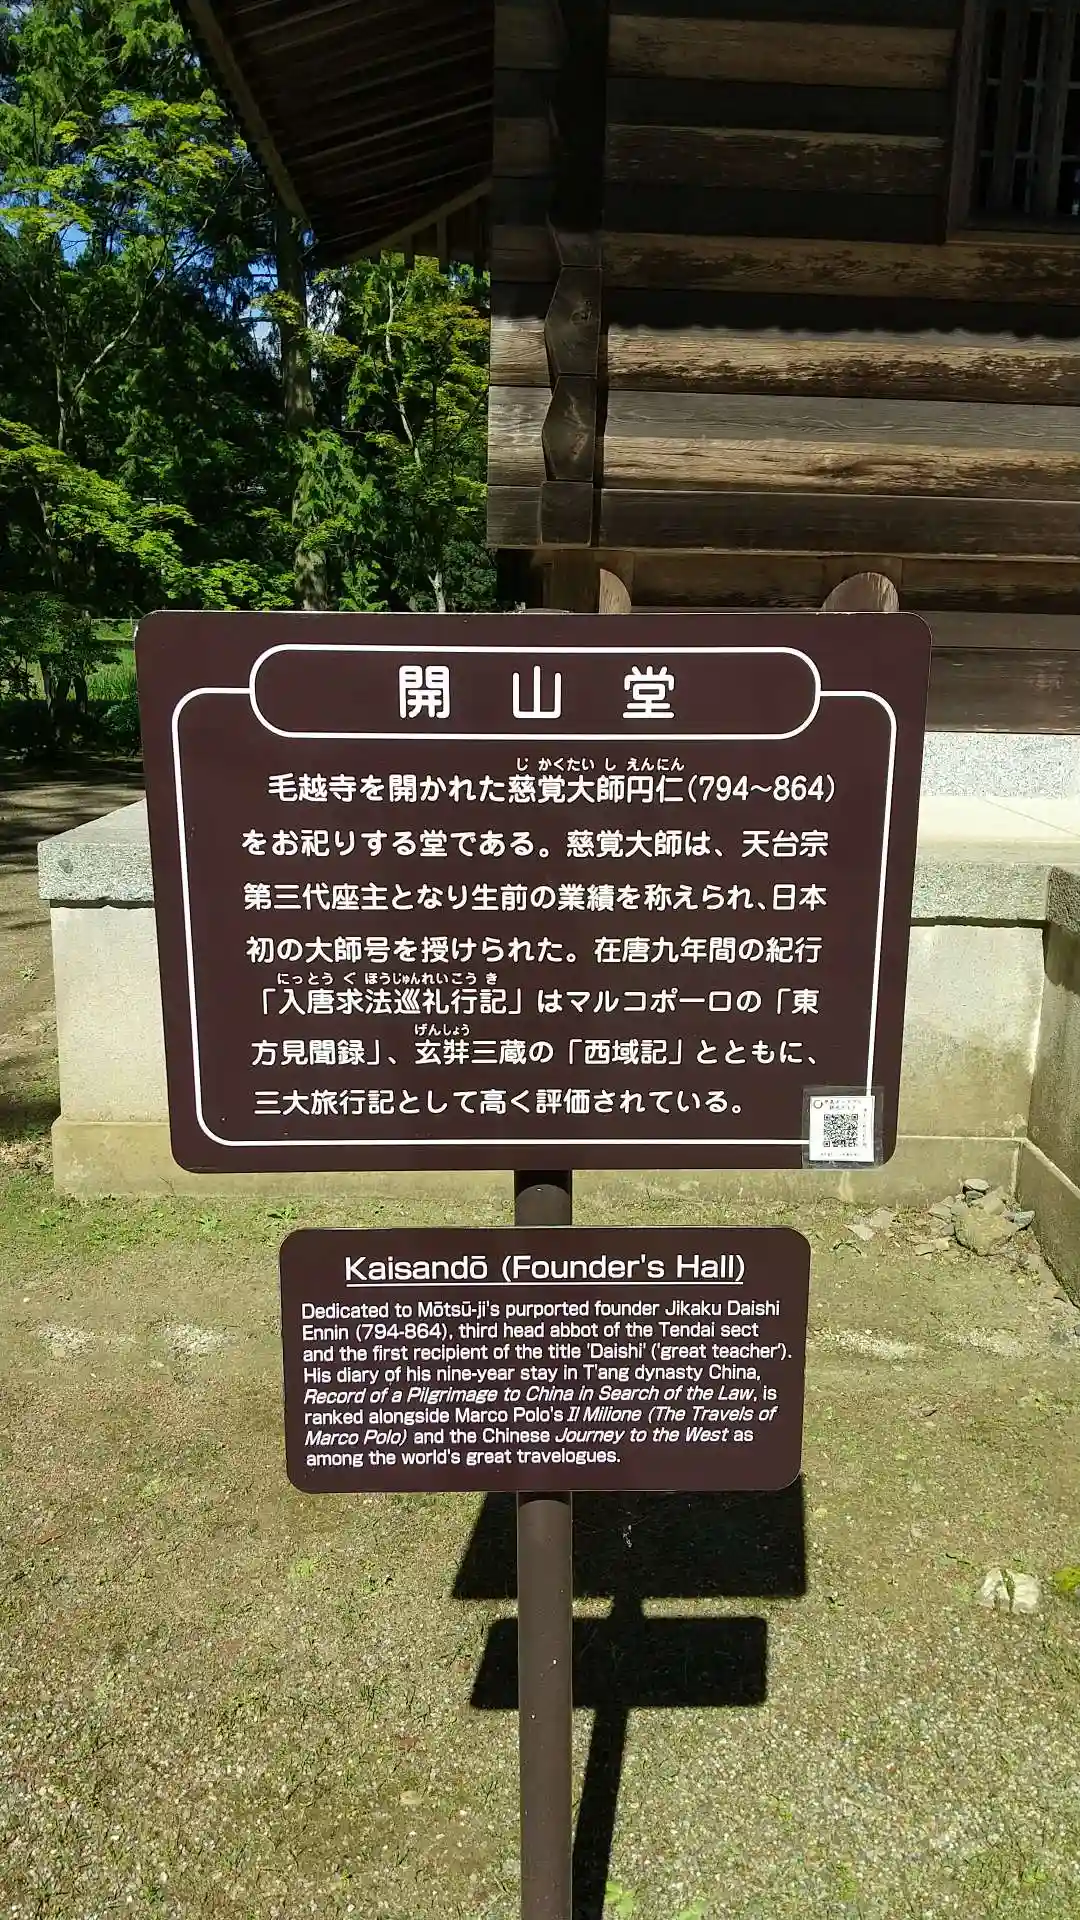 開山堂
じかくたいしえんにん
毛越寺を開かれた慈覚大師円仁(794〜864)
をお祀りする堂である。慈覚大師は、天台宗
第三代座主となり生前の業績を称えられ、日本
初の大師号を授けられた。在唐九年間の紀行
にっとうぐほうじゅんれいこうき
「入唐求法巡礼行記」はマルコポーロの「東
げんしょう
方見聞録」、玄弉三蔵の「西域記」とともに、
三大旅行記として高く評価されている。
Kaisandō (Founder's Hall)
Dedicated to Mōtsū-ji's purported founder Jikaku Daishi
Ennin (794-864), third head abbot of the Tendai sect
and the first recipient of the title 'Daishi' ('great teacher').
His diary of his nine-year stay in T'ang dynasty China,
Record of a Pilgrimage to China in Search of the Law, is
ranked alongside Marco Polo's Il Milione (The Travels of
Marco Polo) and the Chinese Journey to the West as
among the world's great travelogues.